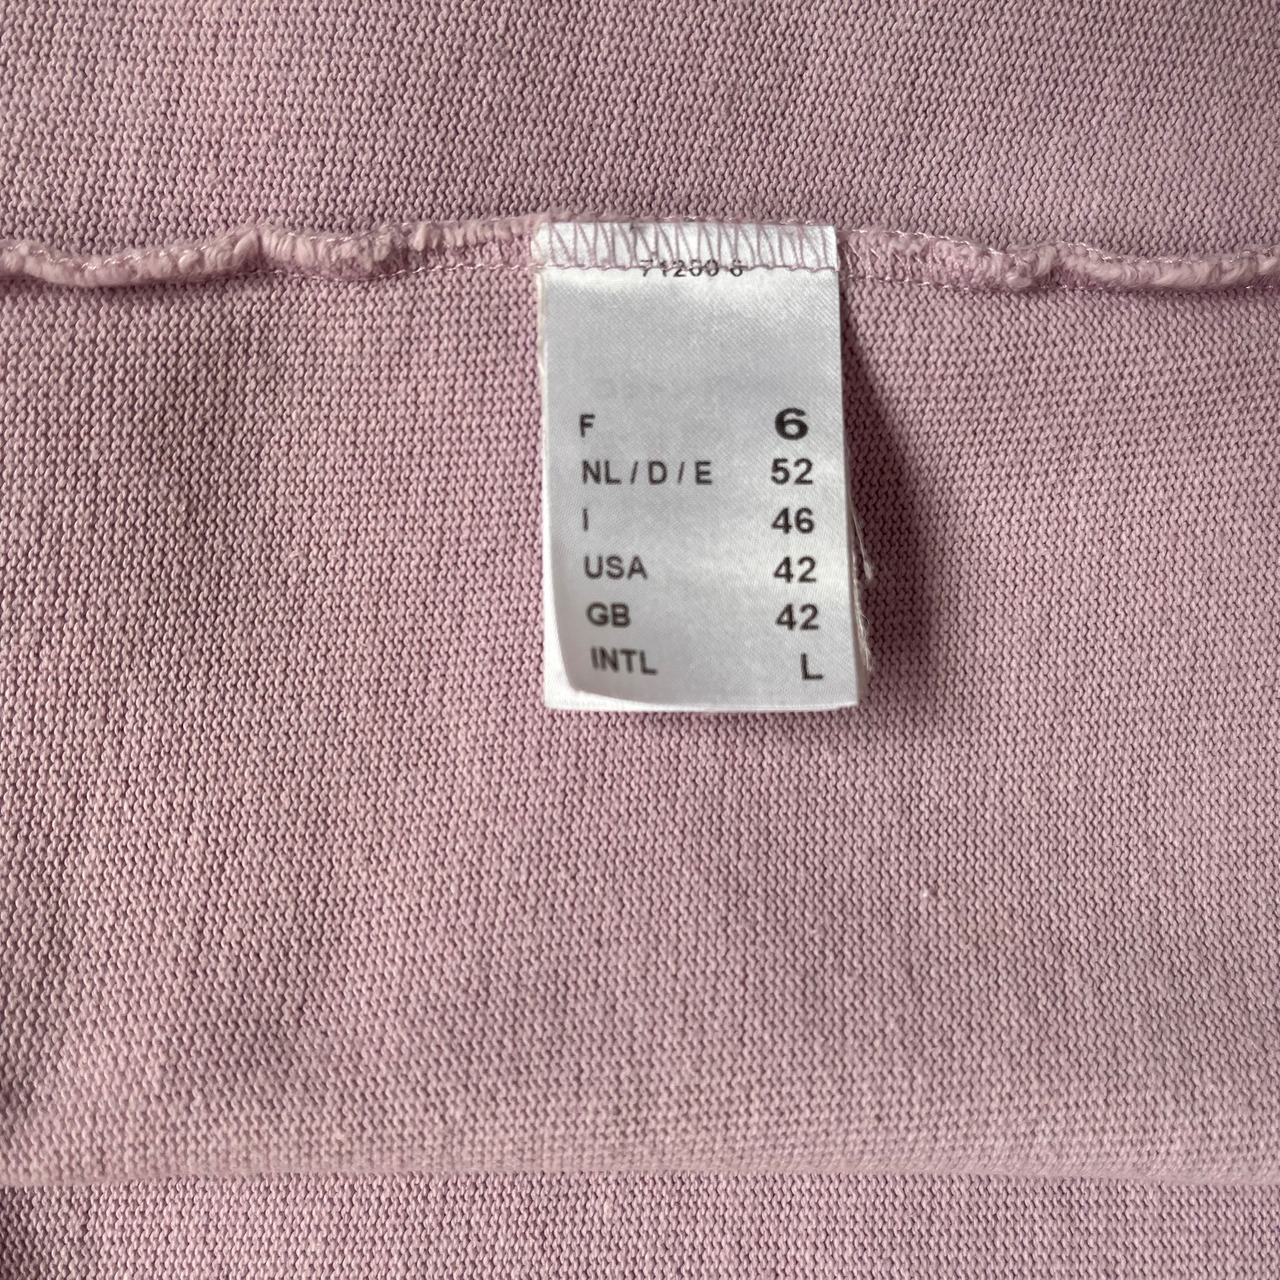 F 6
NL / D / E 52
I 46
USA 42
GB 42
INTL L